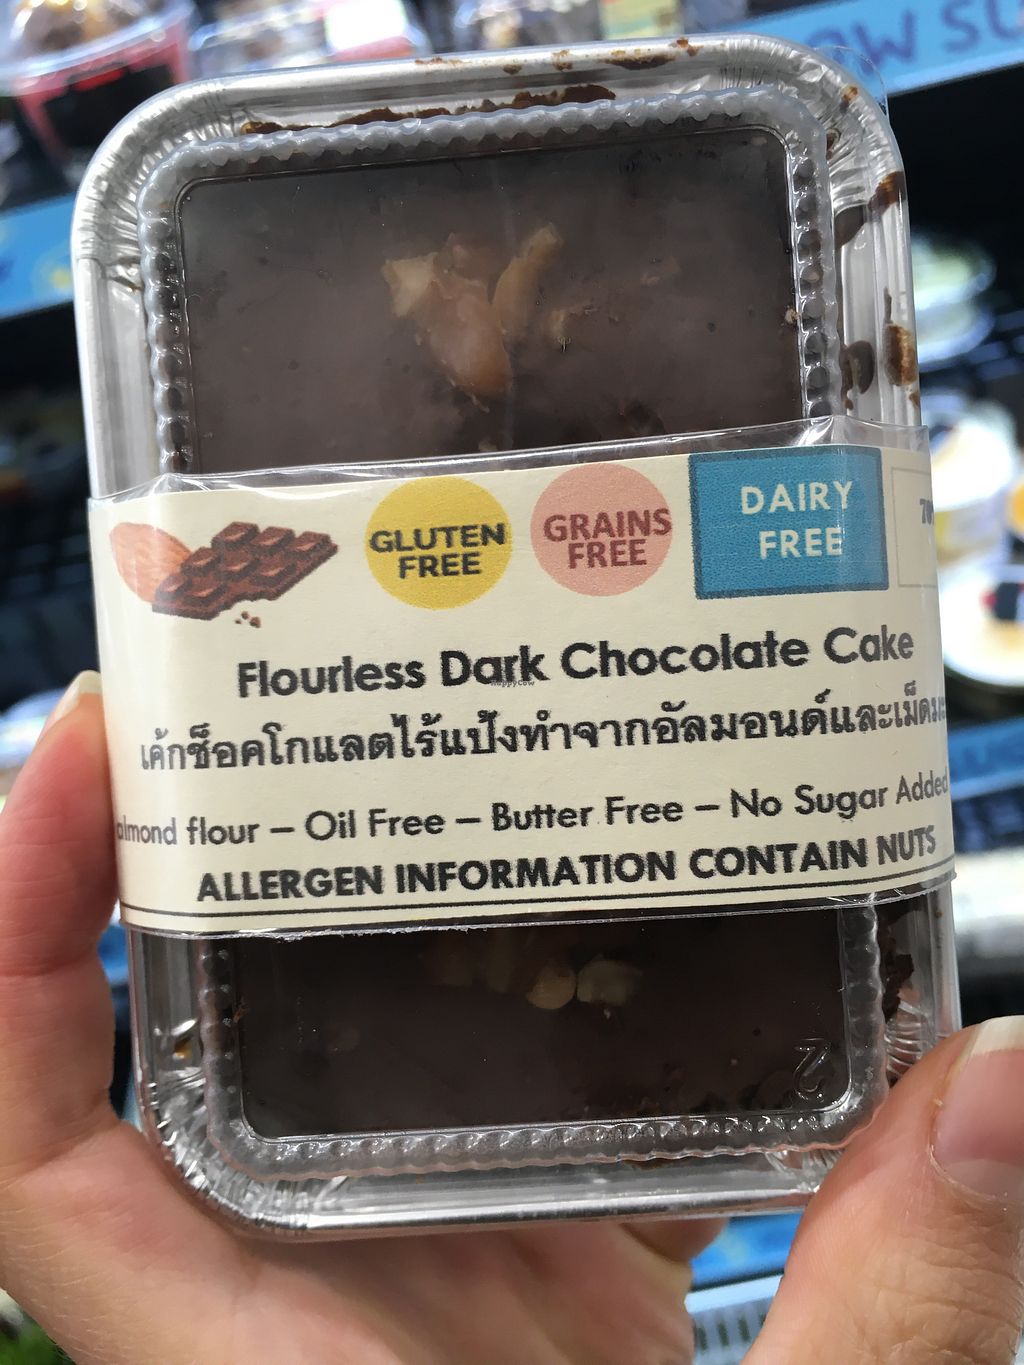 GLUTEN FREE
GRAINS FREE
DAIRY FREE
Flourless Dark Chocolate Cake
เค้กช็อคโกแลตไร้แป้งทำจากอัลมอนด์และเม็ด
almond flour – Oil Free – Butter Free – No Sugar Added
ALLERGEN INFORMATION CONTAIN NUTS
happycow
2